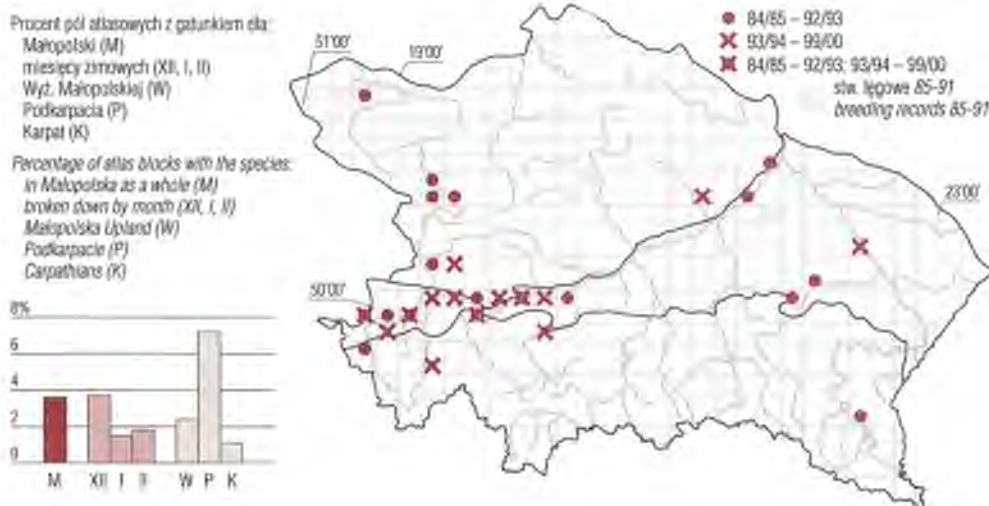 Procent pól atlasowych z gatunkiem dla:
Małopolski (M)
miesięcy zimowych (XII, I, II)
Wyż. Małopolskiej (W)
Podkarpacia (P)
Karpat (K)
Percentage of atlas blocks with the species:
in Małopolska as a whole (M)
broken down by month (XII, I, II)
Małopolska Upland (W)
Podkarpacie (P)
Carpathians (K)
8%
6
4
2
0
M XII I II W P K
51°00'
19°00'
50°00'
23°00'
84/85 – 92/93
93/94 – 99/00
84/85 – 92/93; 93/94 – 99/00
stw. lęgowe 85-91
breeding records 85-91